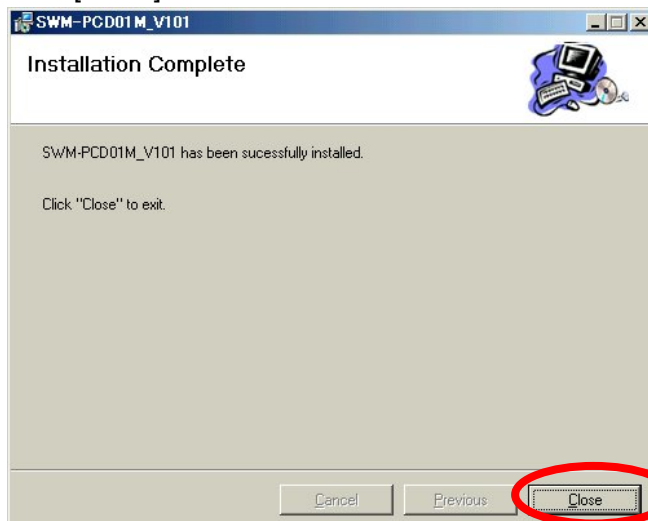 SWM-PCD01M_V101
Installation Complete
SWM-PCD01M_V101 has been sucessfully installed.
Click "Close" to exit.
Cancel
Previous
Close